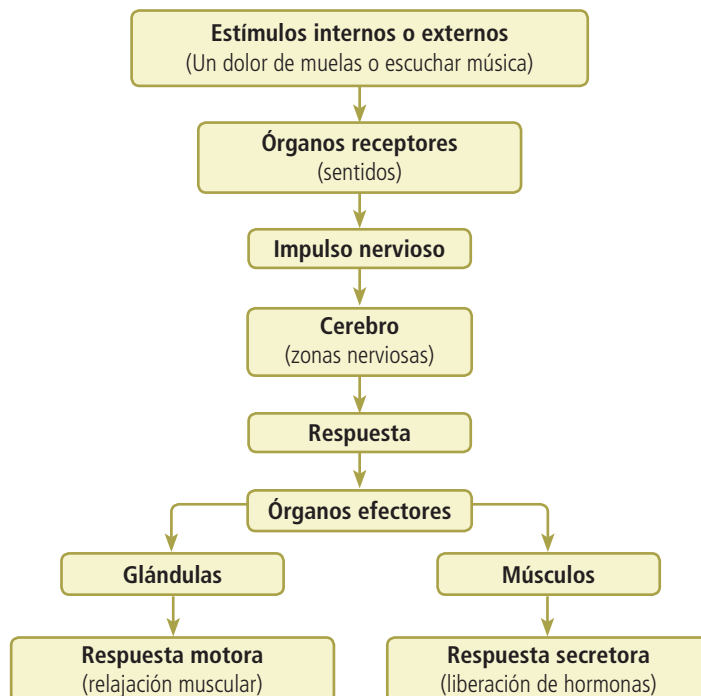 Estímulos internos o externos
(Un dolor de muelas o escuchar música)
Órganos receptores
(sentidos)
Impulso nervioso
Cerebro
(zonas nerviosas)
Respuesta
Órganos efectores
Glándulas
Músculos
Respuesta motora
(relajación muscular)
Respuesta secretora
(liberación de hormonas)